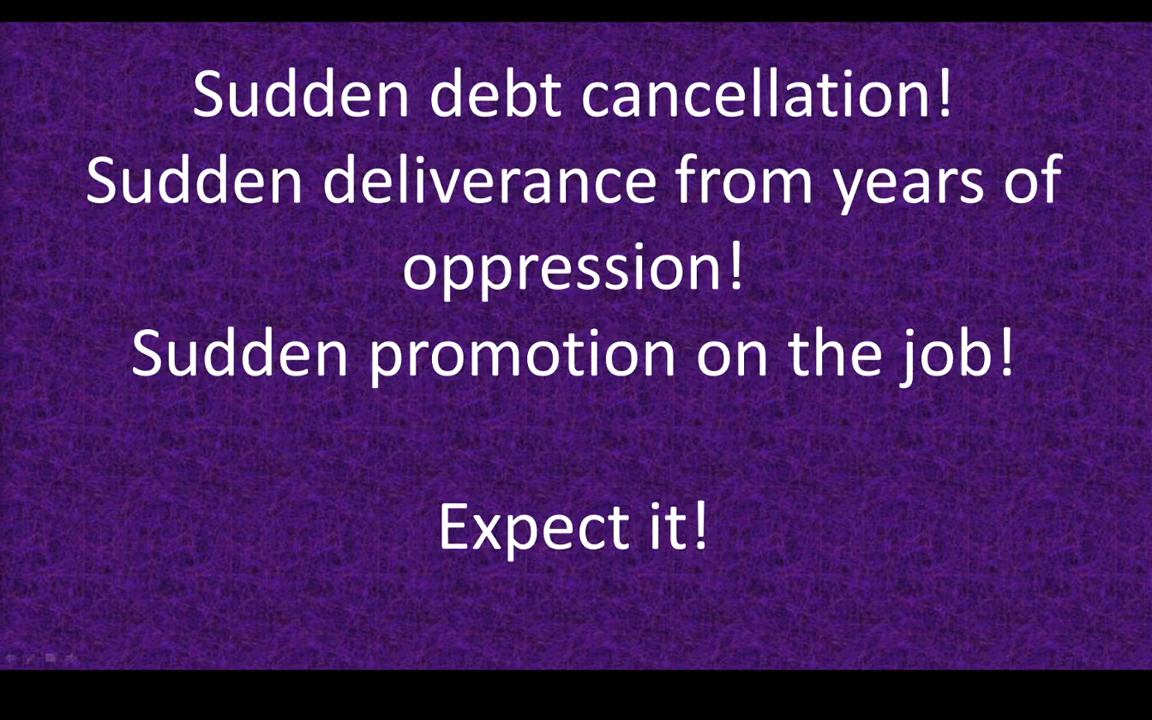 Sudden debt cancellation!
Sudden deliverance from years of
oppression!
Sudden promotion on the job!
Expect it!